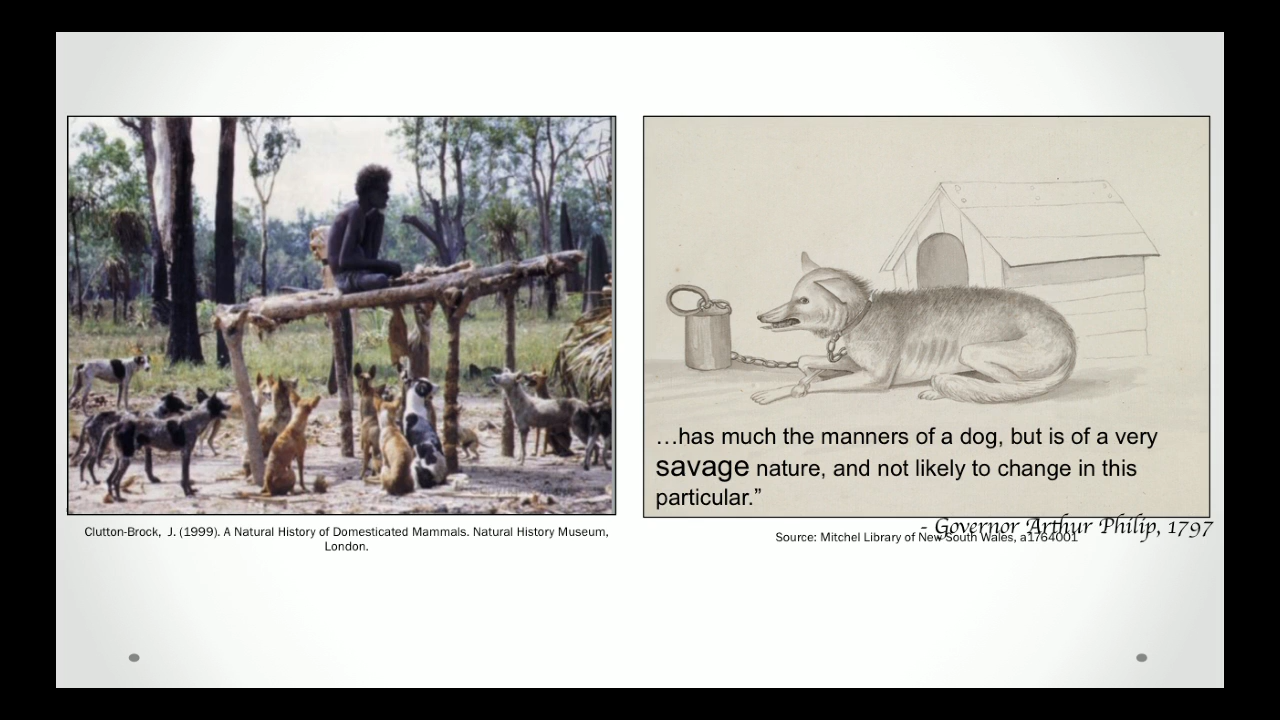 …has much the manners of a dog, but is of a very
savage nature, and not likely to change in this
particular.”
- Governor Arthur Philip, 1797
Clutton-Brock, J. (1999). A Natural History of Domesticated Mammals. Natural History Museum,
London.
Source: Mitchel Library of New South Wales, a1764001